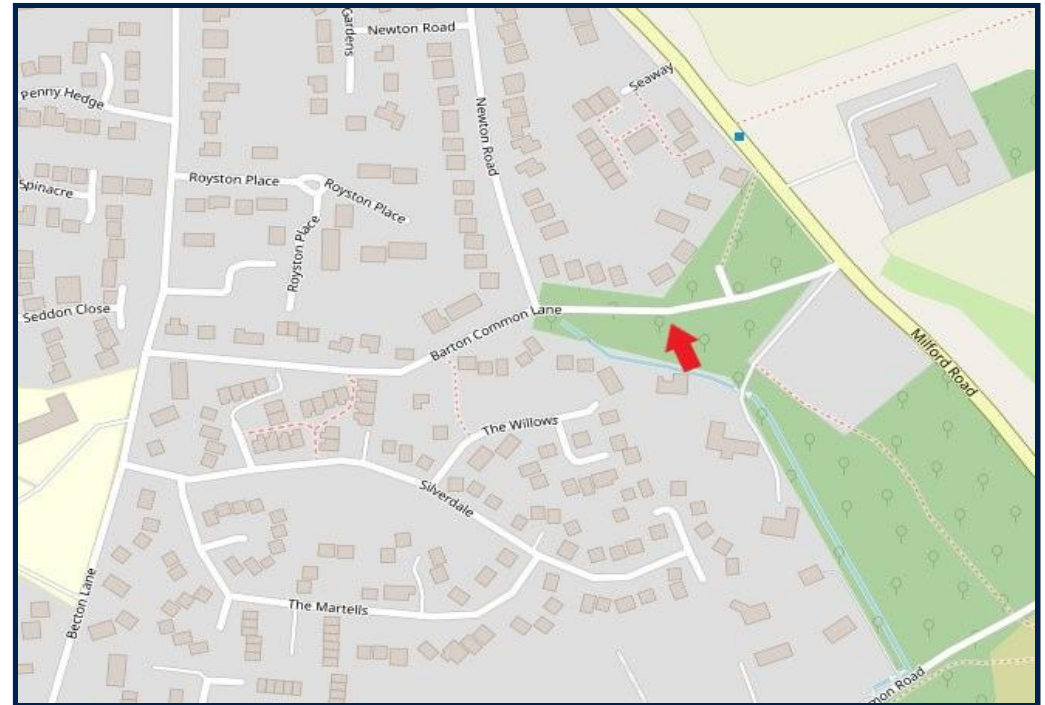 Gardens
Newton Road
Seaway
Penny Hedge
Newton Road
Royston Place
Royston Place
Spinacre
Royston Place
Seddon Close
Barton Common Lane
Milford Road
The Willows
Silverdale
The Martells
Becton Lane
mon Road